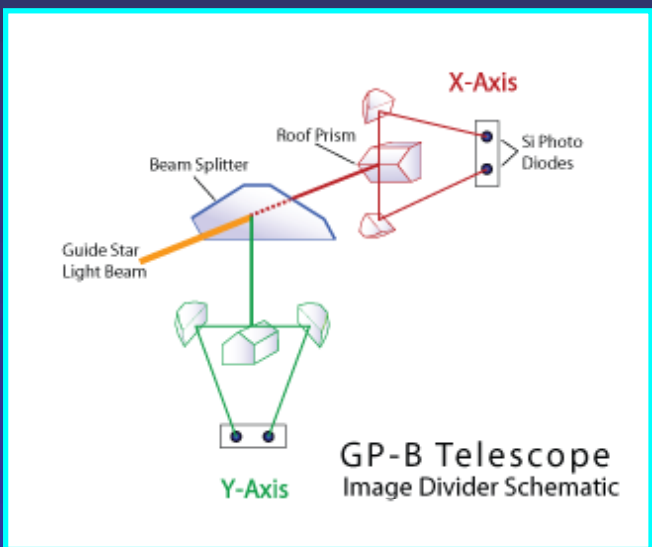 X-Axis
Roof Prism
Si Photo
Diodes
Beam Splitter
Guide Star
Light Beam
Y-Axis
GP-B Telescope
Image Divider Schematic